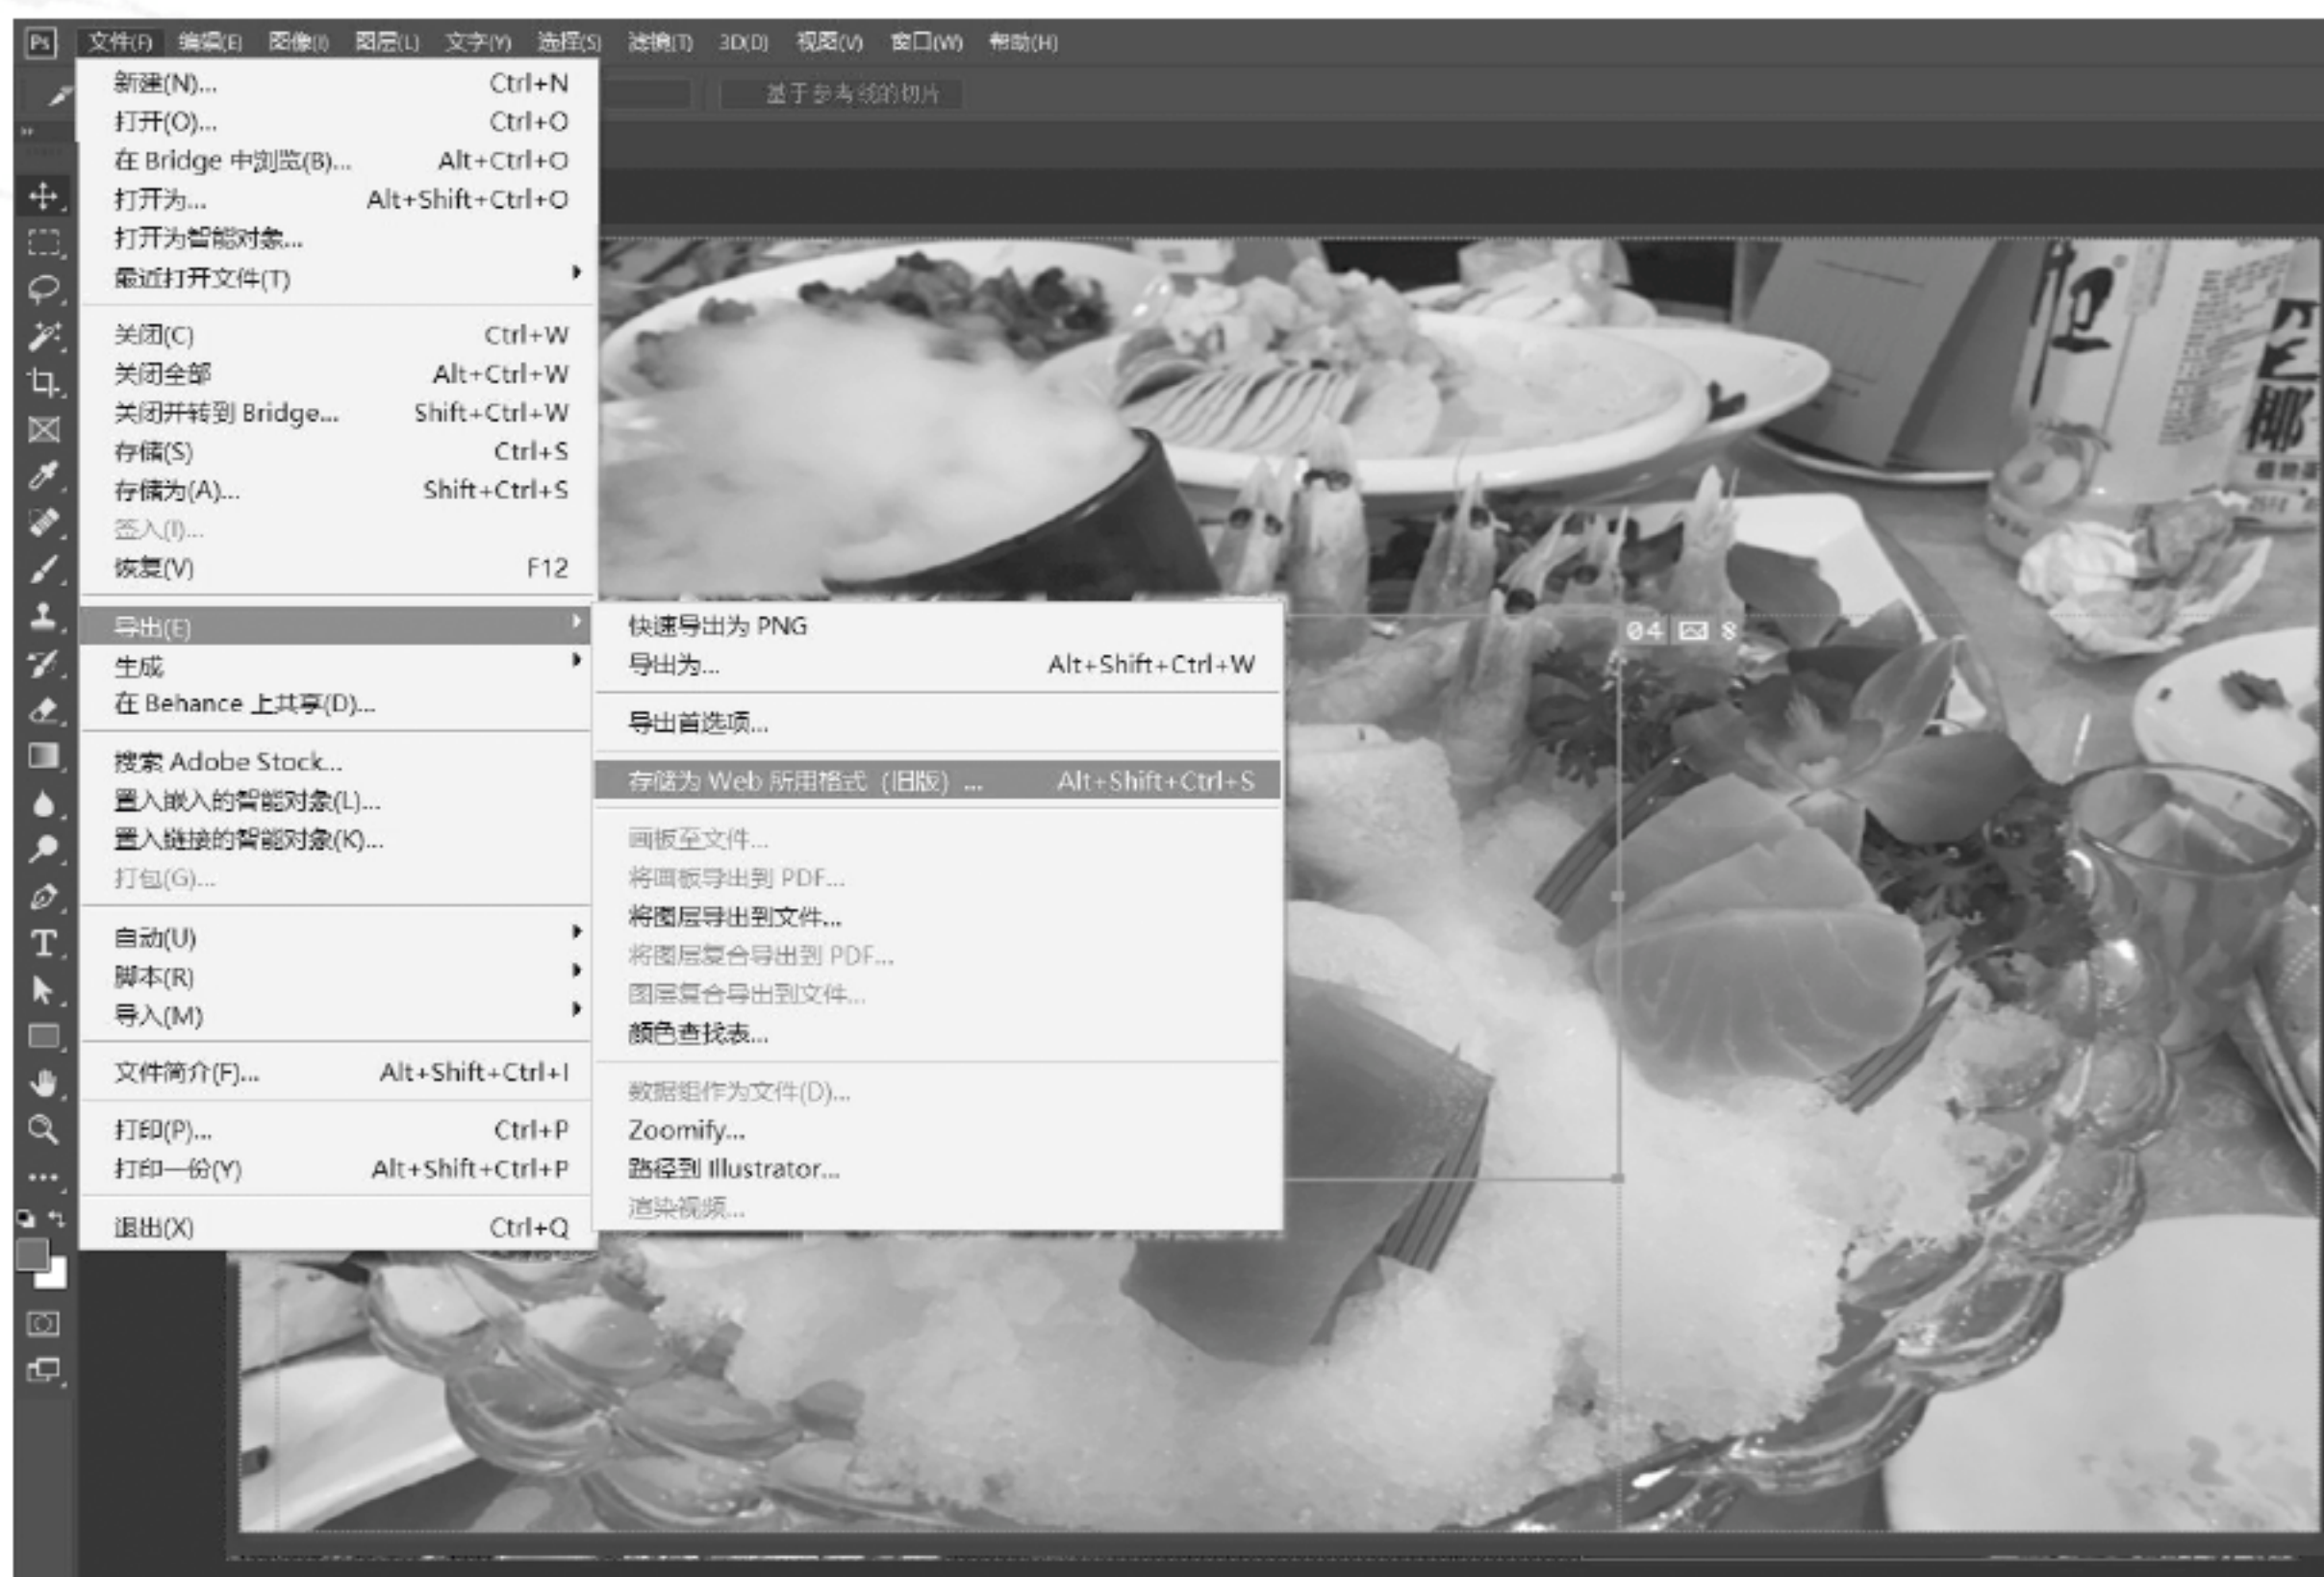 Ps 文件(F) 编辑(E) 图像(I) 图层(L) 文字(Y) 选择(S) 滤镜(T) 3D(D) 视图(V) 窗口(W) 帮助(H)
基于参考线的切片
新建(N)... Ctrl+N
打开(O)... Ctrl+O
在 Bridge 中浏览(B)... Alt+Ctrl+O
打开为... Alt+Shift+Ctrl+O
打开为智能对象...
最近打开文件(T)
关闭(C) Ctrl+W
关闭全部 Alt+Ctrl+W
关闭并转到 Bridge... Shift+Ctrl+W
存储(S) Ctrl+S
存储为(A)... Shift+Ctrl+S
签入(I)...
恢复(V) F12
导出(E)
生成
在 Behance 上共享(D)...
搜索 Adobe Stock...
置入嵌入的智能对象(L)...
置入链接的智能对象(K)...
打包(G)...
自动(U)
脚本(R)
导入(M)
文件简介(F)... Alt+Shift+Ctrl+I
打印(P)... Ctrl+P
打印一份(Y) Alt+Shift+Ctrl+P
退出(X) Ctrl+Q
快速导出为 PNG
导出为... Alt+Shift+Ctrl+W
导出首选项...
存储为 Web 所用格式（旧版）... Alt+Shift+Ctrl+S
画板至文件...
将画板导出到 PDF...
将图层导出到文件...
将图层复合导出到 PDF...
图层复合导出到文件...
颜色查找表...
数据组作为文件(D)...
Zoomify...
路径到 Illustrator...
渲染视频...
04